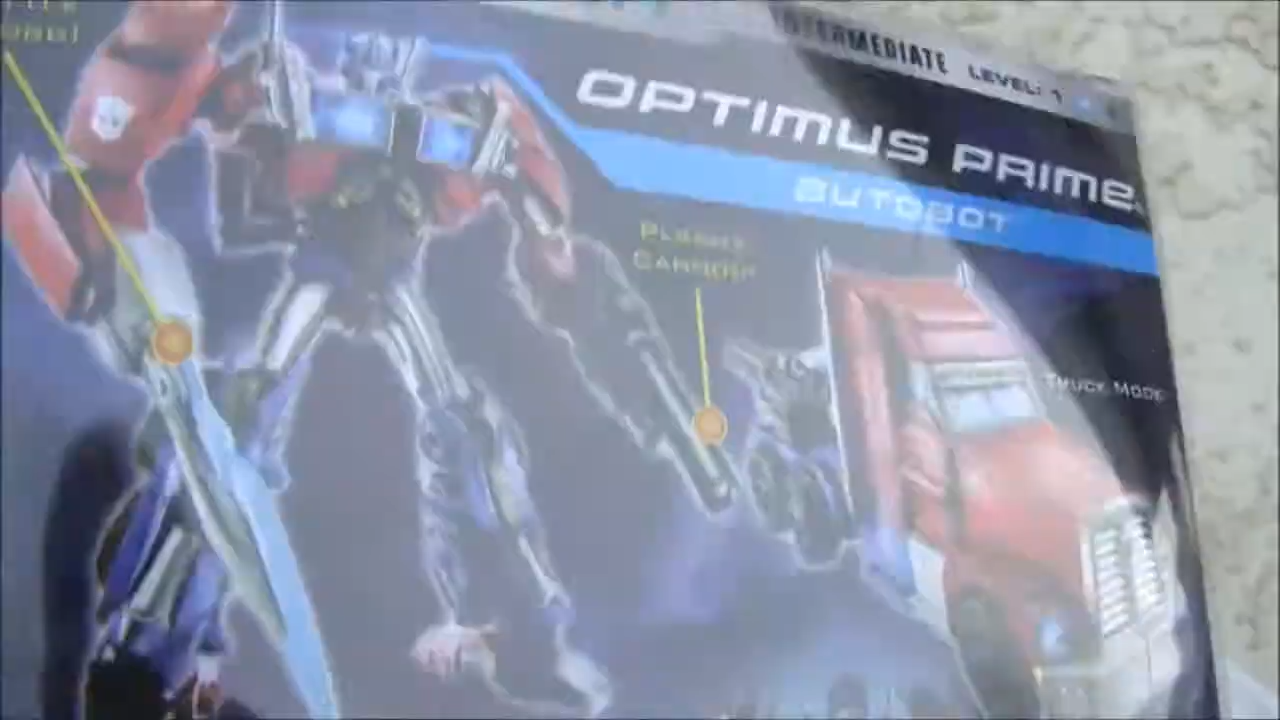 INTERMEDIATE LEVEL: 1
OPTIMUS PRIME
AUTOBOT
PLASMA
CANNON
TRUCK MODE